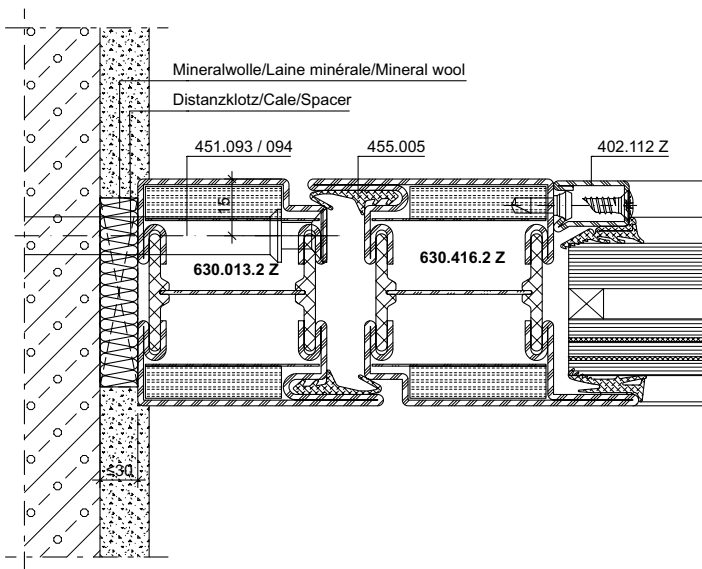 Mineralwolle/Laine minérale/Mineral wool
Distanzklotz/Cale/Spacer
451.093 / 094
455.005
402.112 Z
15
630.013.2 Z
630.416.2 Z
≤30